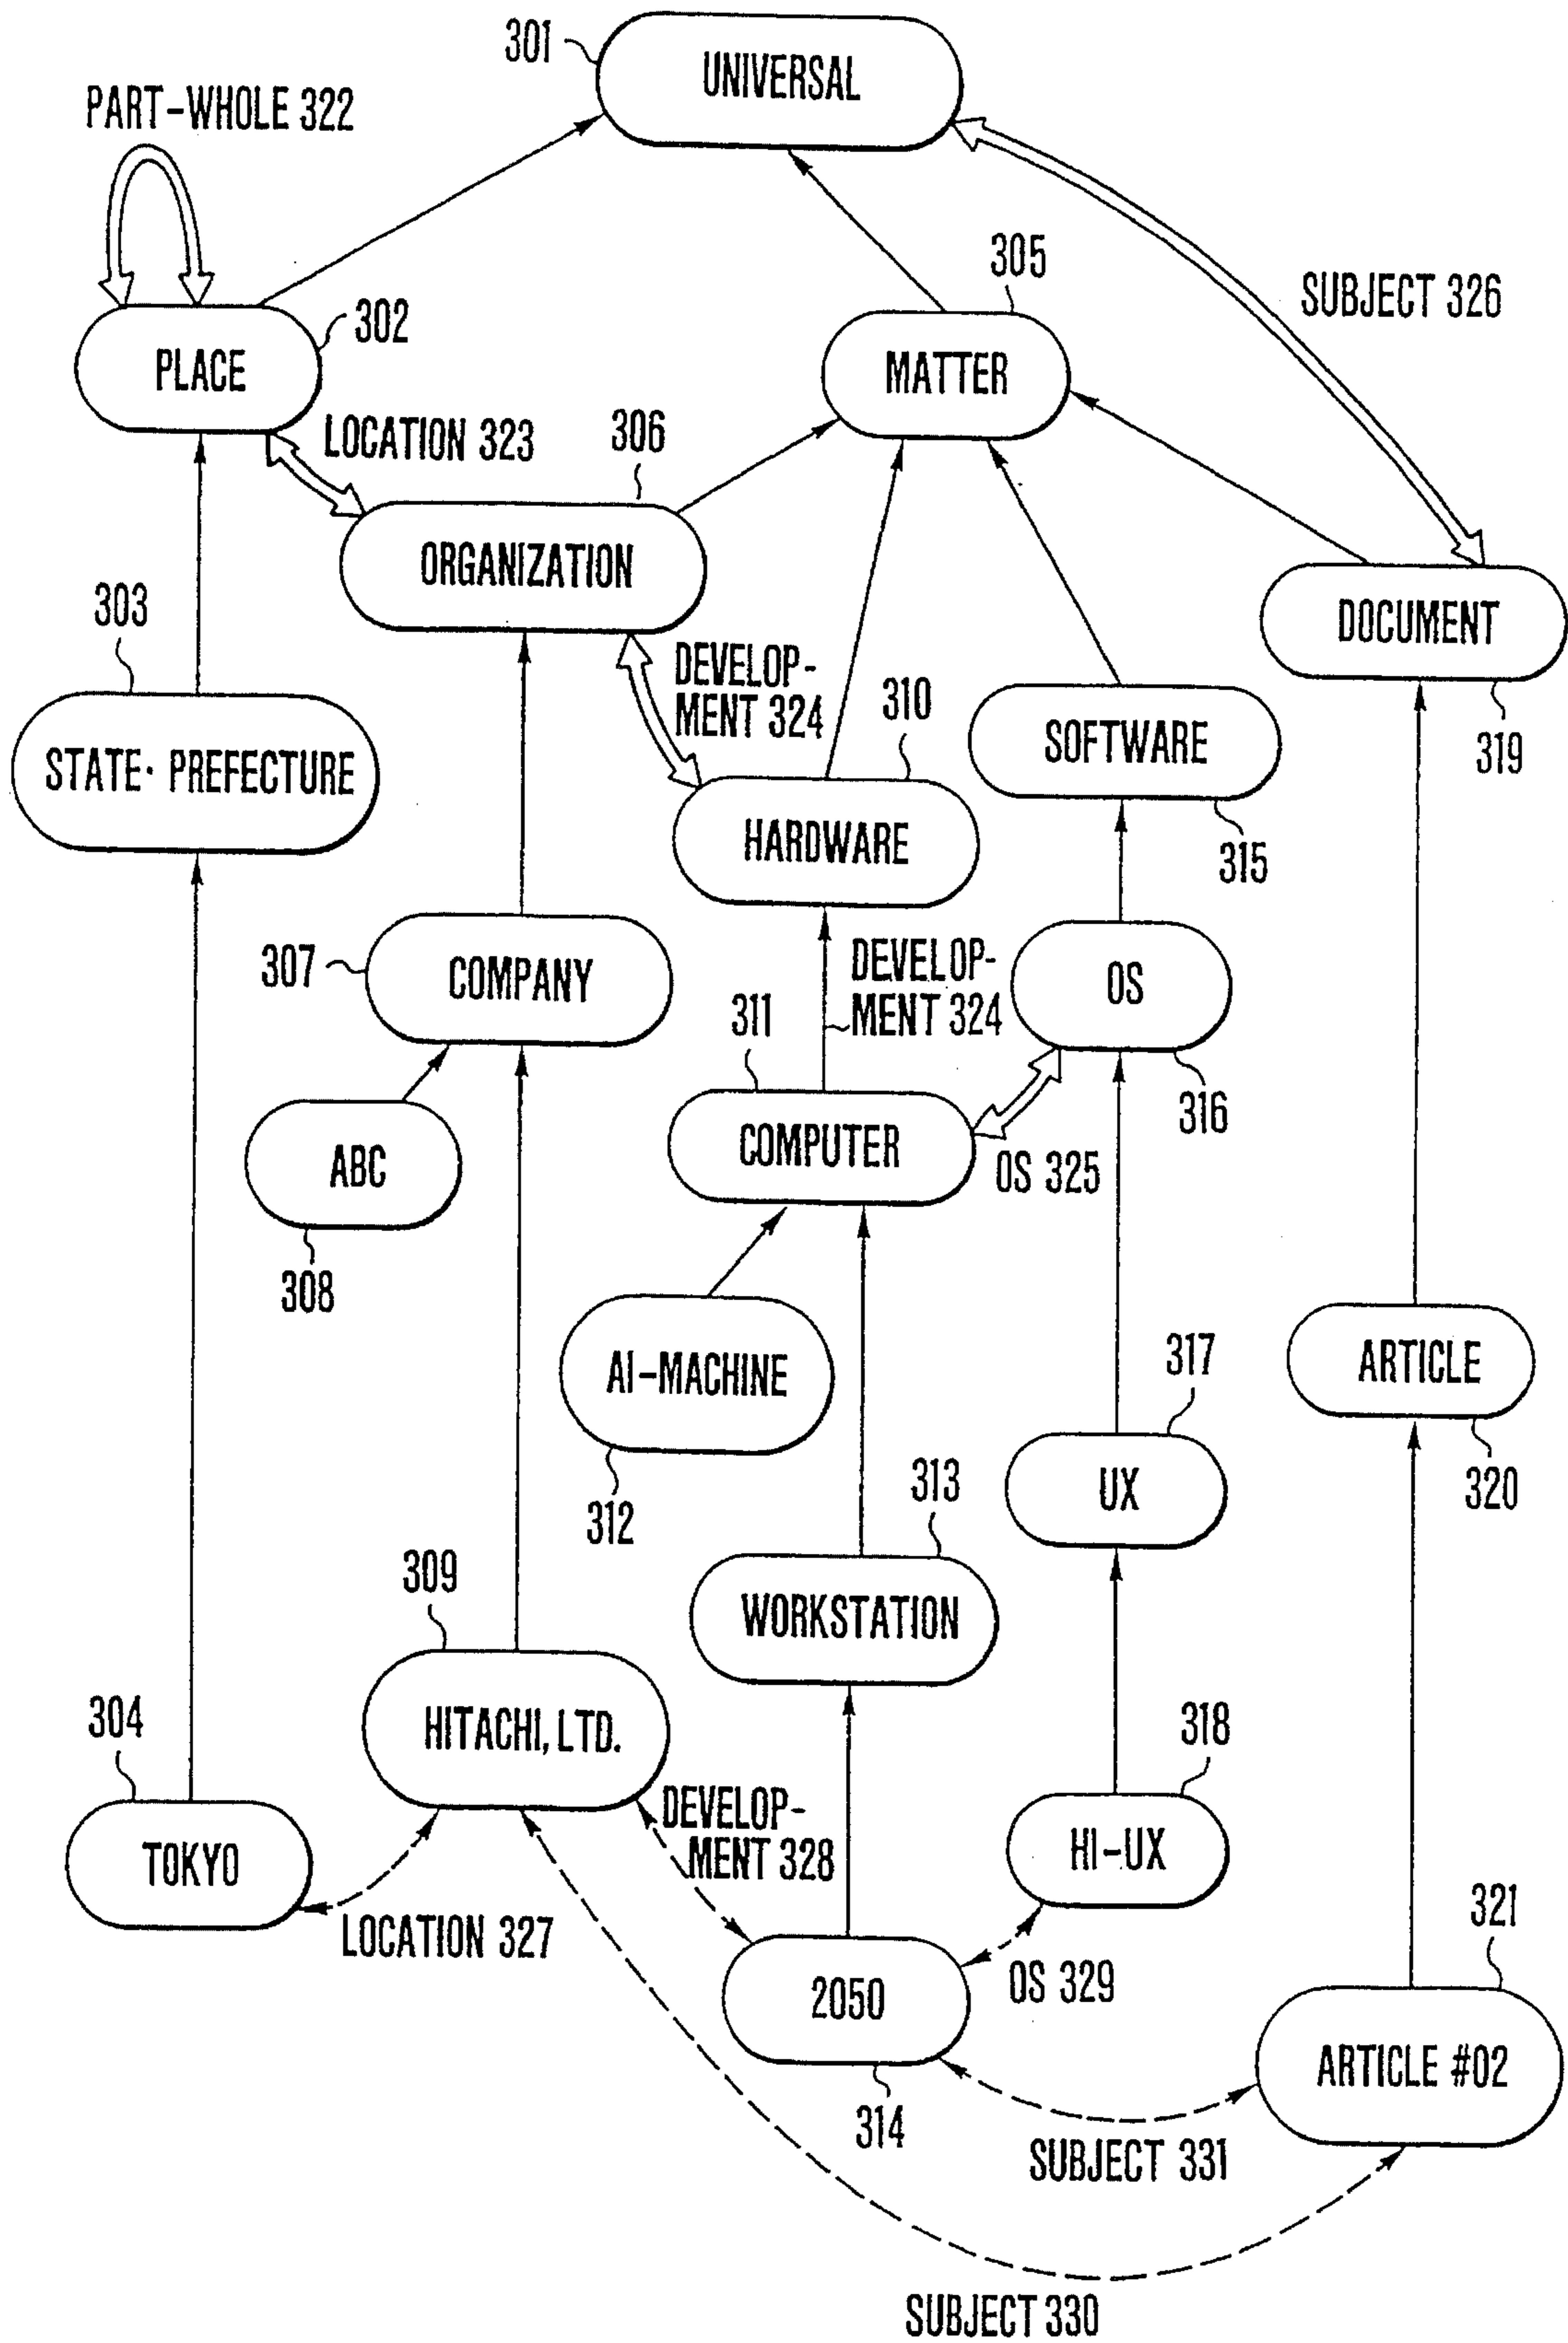 301
UNIVERSAL
PART-WHOLE 322
305
SUBJECT 326
302
PLACE
MATTER
LOCATION 323
306
ORGANIZATION
303
DOCUMENT
319
DEVELOP-
MENT 324
310
SOFTWARE
315
STATE· PREFECTURE
HARDWARE
307
COMPANY
DEVELOP-
MENT 324
OS
316
311
COMPUTER
OS 325
ABC
308
AI-MACHINE
312
317
UX
ARTICLE
320
313
WORKSTATION
309
HITACHI, LTD.
304
TOKYO
318
HI-UX
DEVELOP-
MENT 328
LOCATION 327
2050
314
OS 329
321
ARTICLE #02
SUBJECT 331
SUBJECT 330